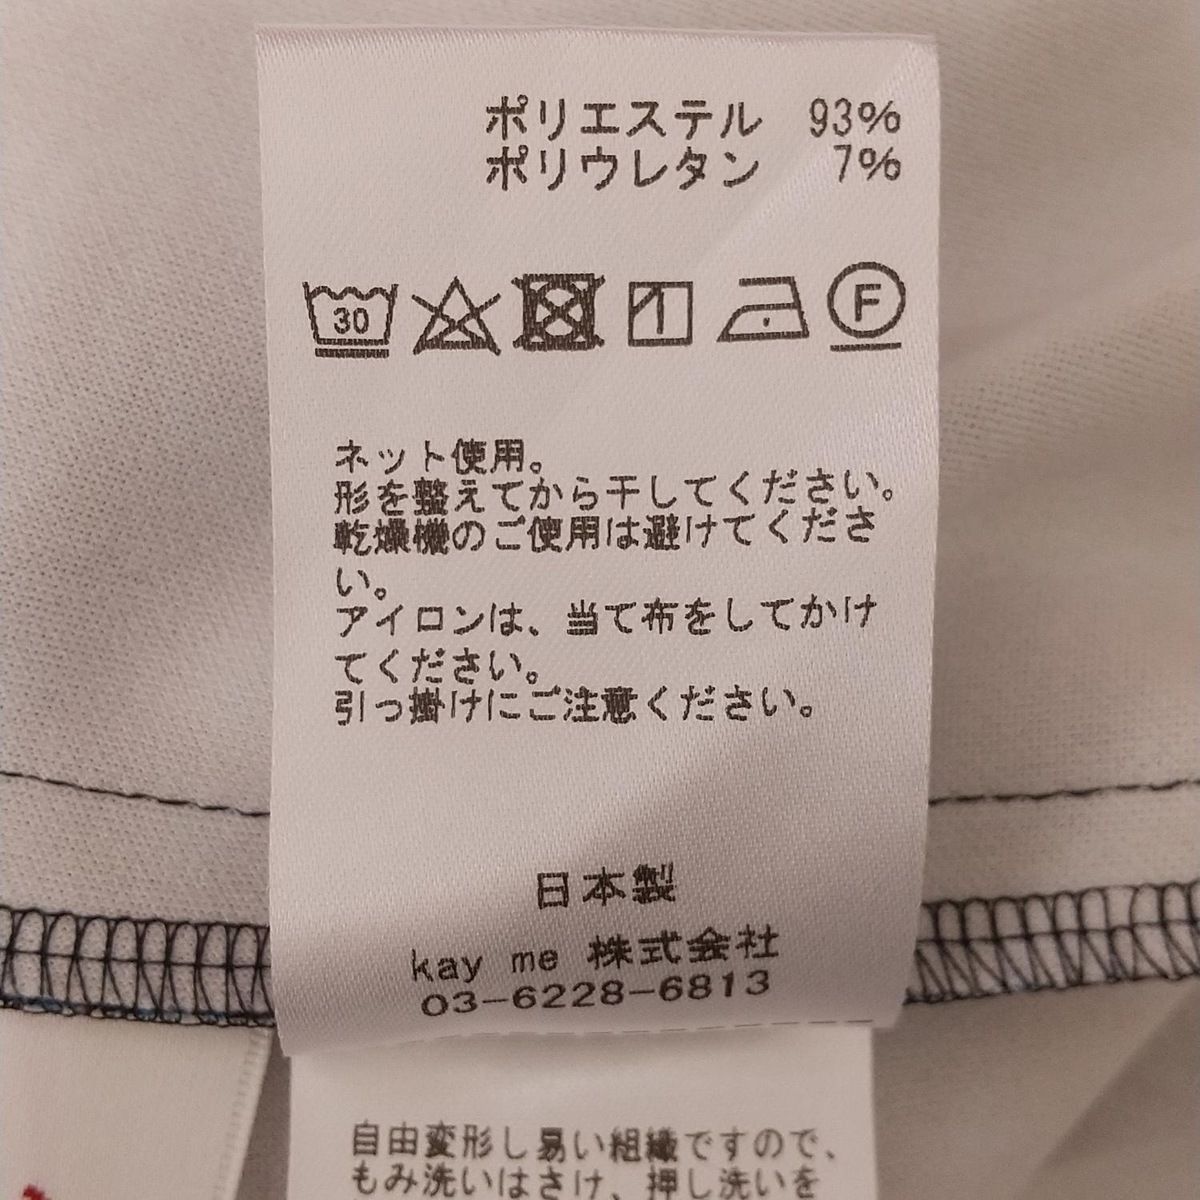 ポリエステル 93%
ポリウレタン 7%
30
F
ネット使用。
形を整えてから干してください。
乾燥機のご使用は避けてくださ
い。
アイロンは、当て布をしてかけ
てください。
引っ掛けにご注意ください。
日本製
kay me 株式会社
03-6228-6813
自由変形し易い組織ですので、
もみ洗いはさけ、押し洗いを